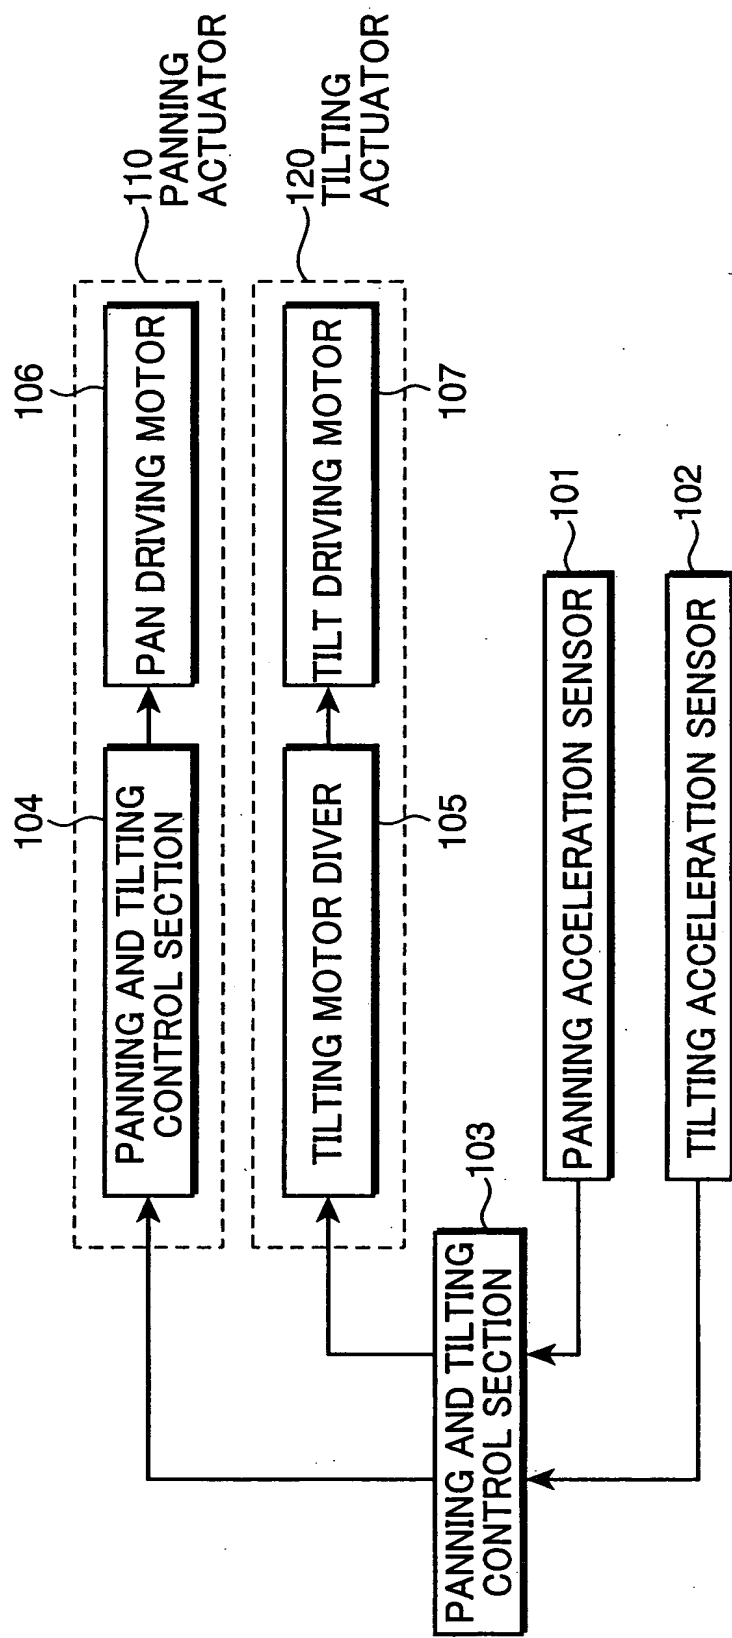 110
PANNING
ACTUATOR
106
PAN DRIVING MOTOR
104
PANNING AND TILTING
CONTROL SECTION
120
TILTING
ACTUATOR
TILT DRIVING MOTOR
107
TILTING MOTOR DIVER
105
103
PANNING AND TILTING
CONTROL SECTION
101
PANNING ACCELERATION SENSOR
102
TILTING ACCELERATION SENSOR